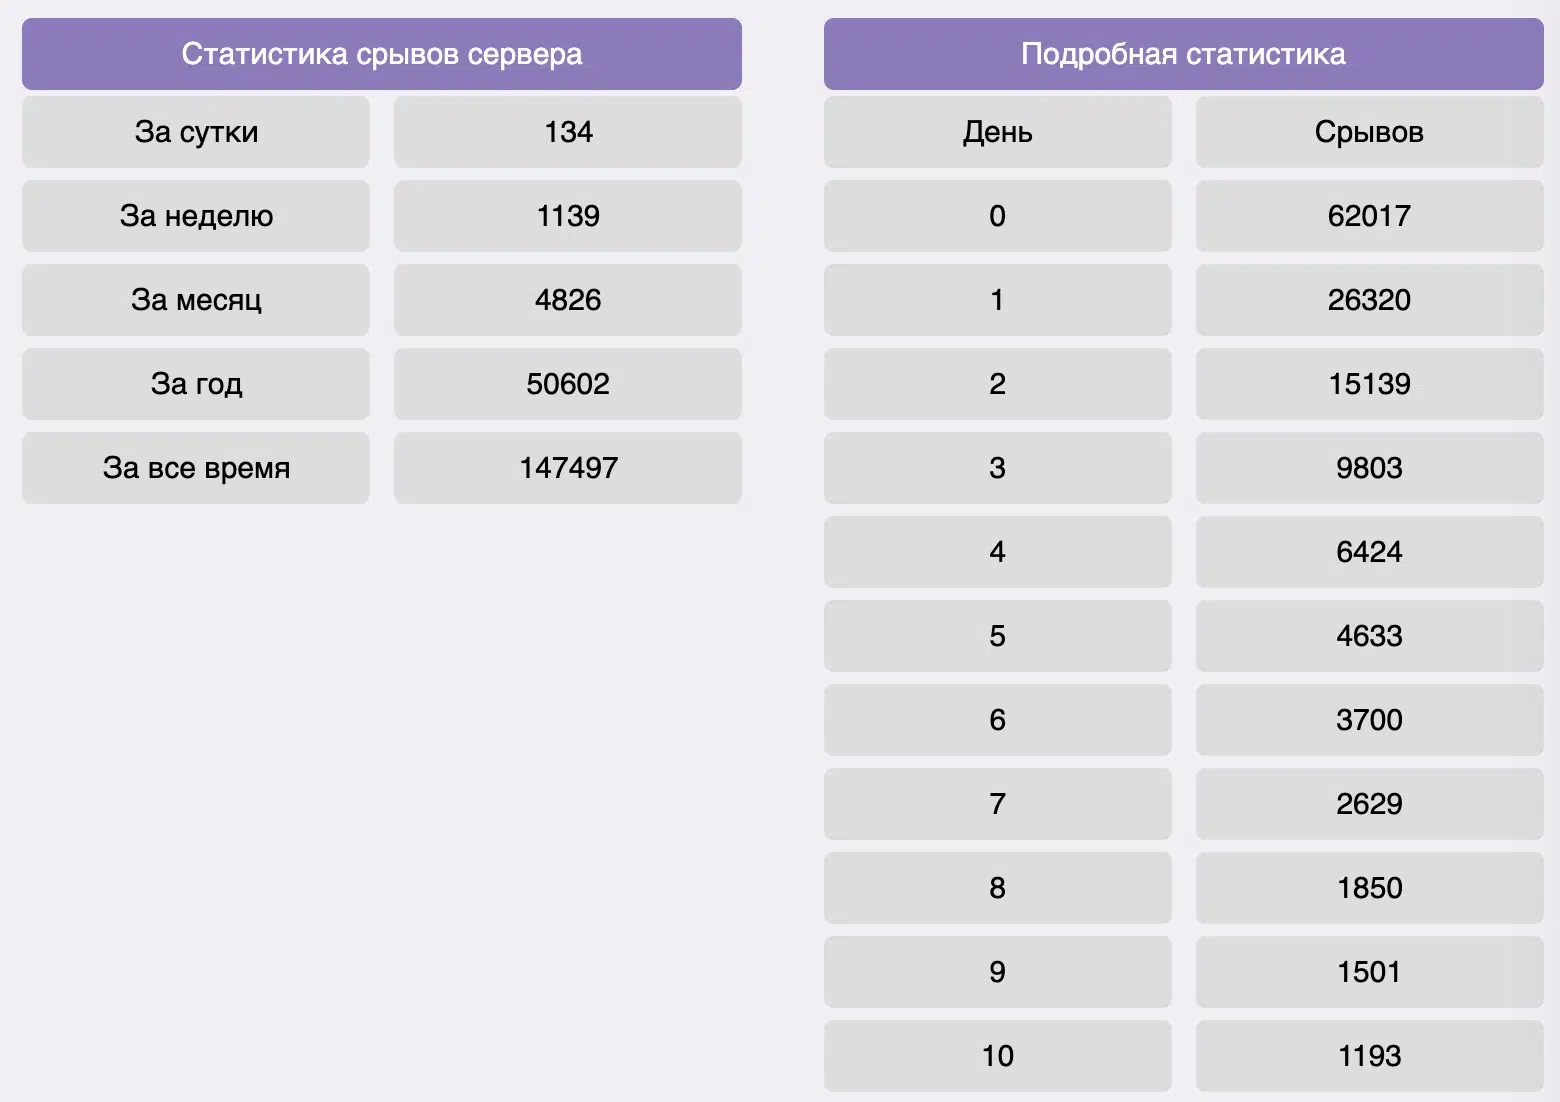 Статистика срывов сервера
За сутки 134
За неделю 1139
За месяц 4826
За год 50602
За все время 147497
Подробная статистика
День Срывов
0 62017
1 26320
2 15139
3 9803
4 6424
5 4633
6 3700
7 2629
8 1850
9 1501
10 1193